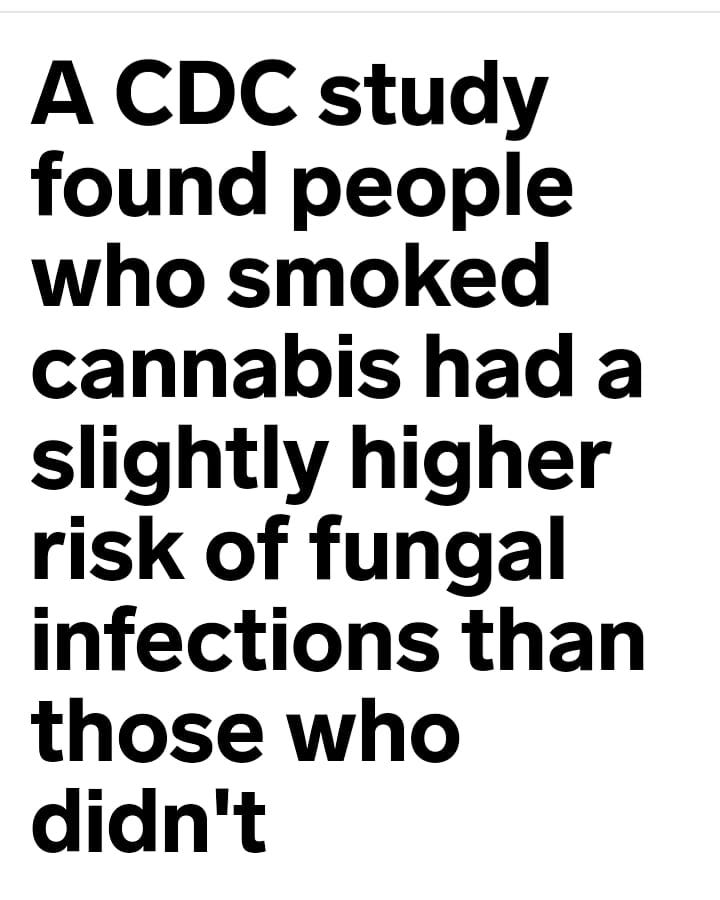 A CDC study
found people
who smoked
cannabis had a
slightly higher
risk of fungal
infections than
those who
didn't